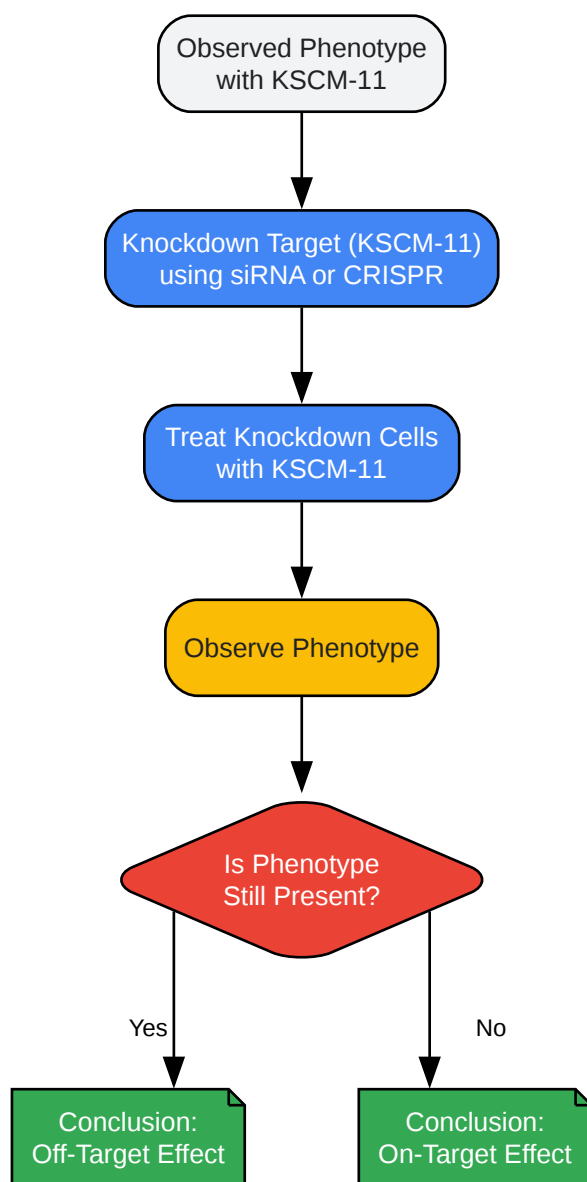 Observed Phenotype
with KSCM-11
Knockdown Target (KSCM-11)
using siRNA or CRISPR
Treat Knockdown Cells
with KSCM-11
Observe Phenotype
Is Phenotype
Still Present?
Yes
No
Conclusion:
Off-Target Effect
Conclusion:
On-Target Effect